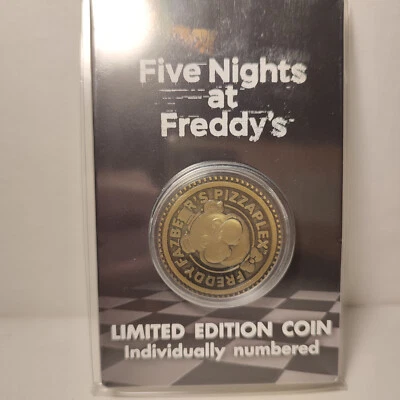 Five Nights
at
Freddy's
FREDDY FAZBEAR'S PIZZAPLEX
LIMITED EDITION COIN
Individually numbered